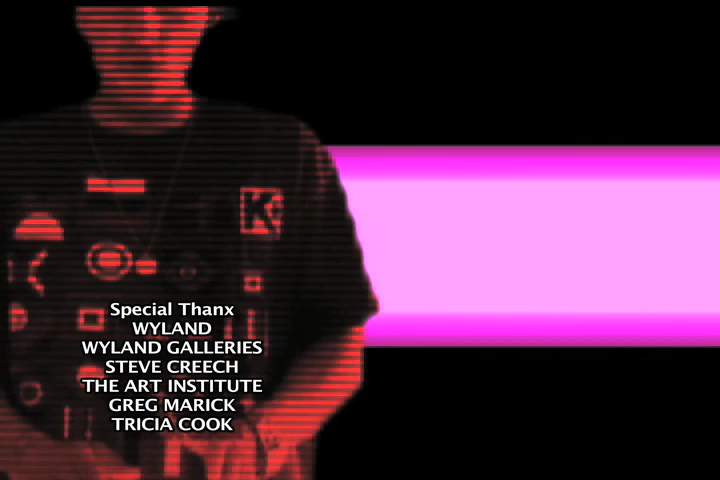 K
Special Thanx
WYLAND
WYLAND GALLERIES
STEVE CREECH
THE ART INSTITUTE
GREG MARICK
TRICIA COOK